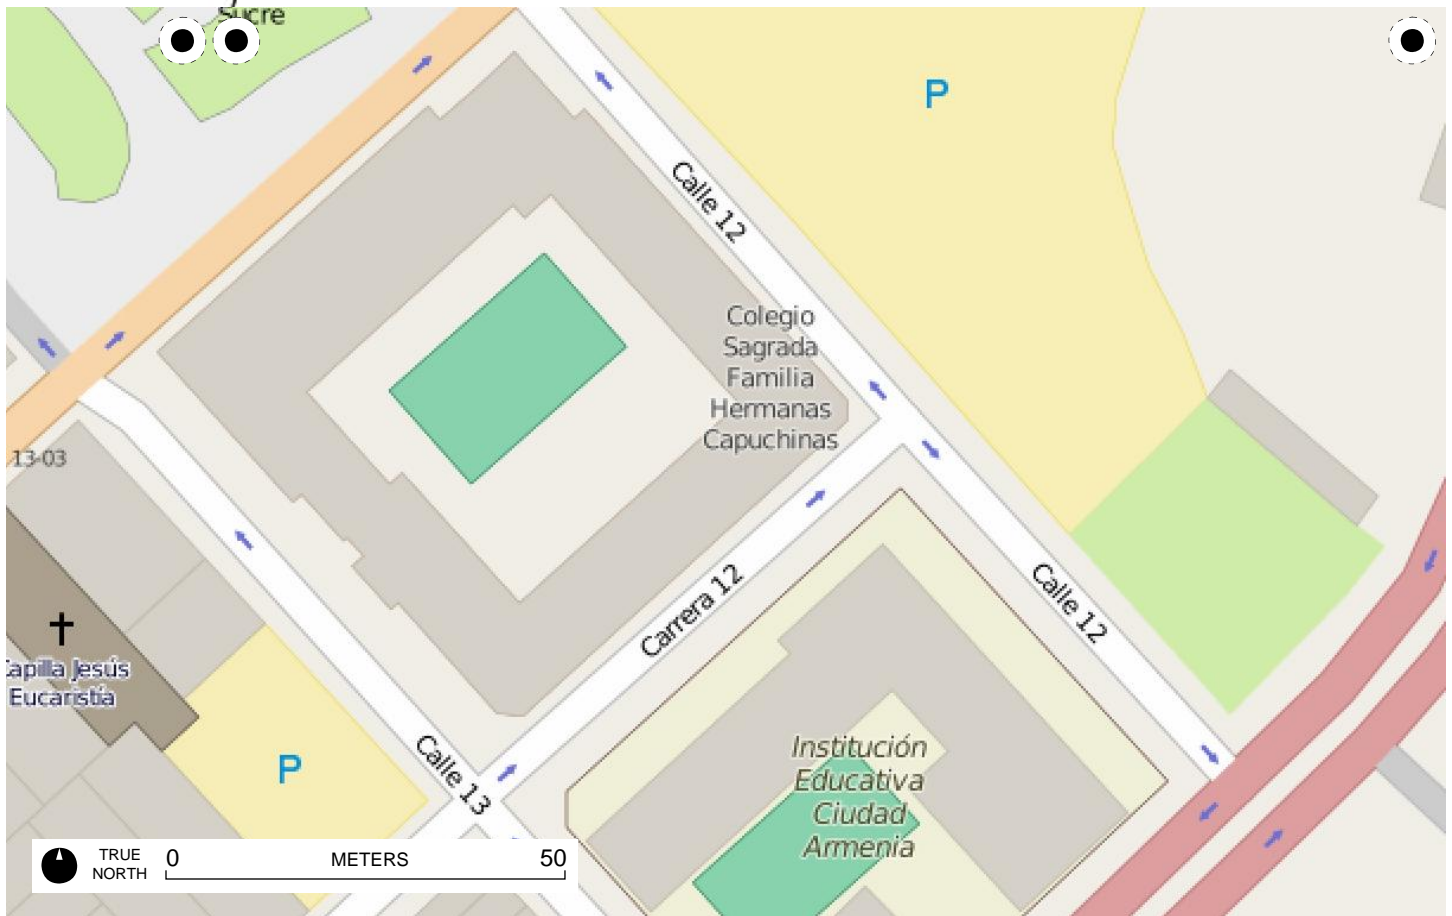 Sucre
P
Calle 12
Colegio
Sagrada
Familia
Hermanas
Capuchinas
13-03
Carrera 12
Calle 12
Capilla Jesús
Eucaristía
Calle 13
P
Institución
Educativa
Ciudad
Armenia
TRUE
NORTH
0 METERS 50